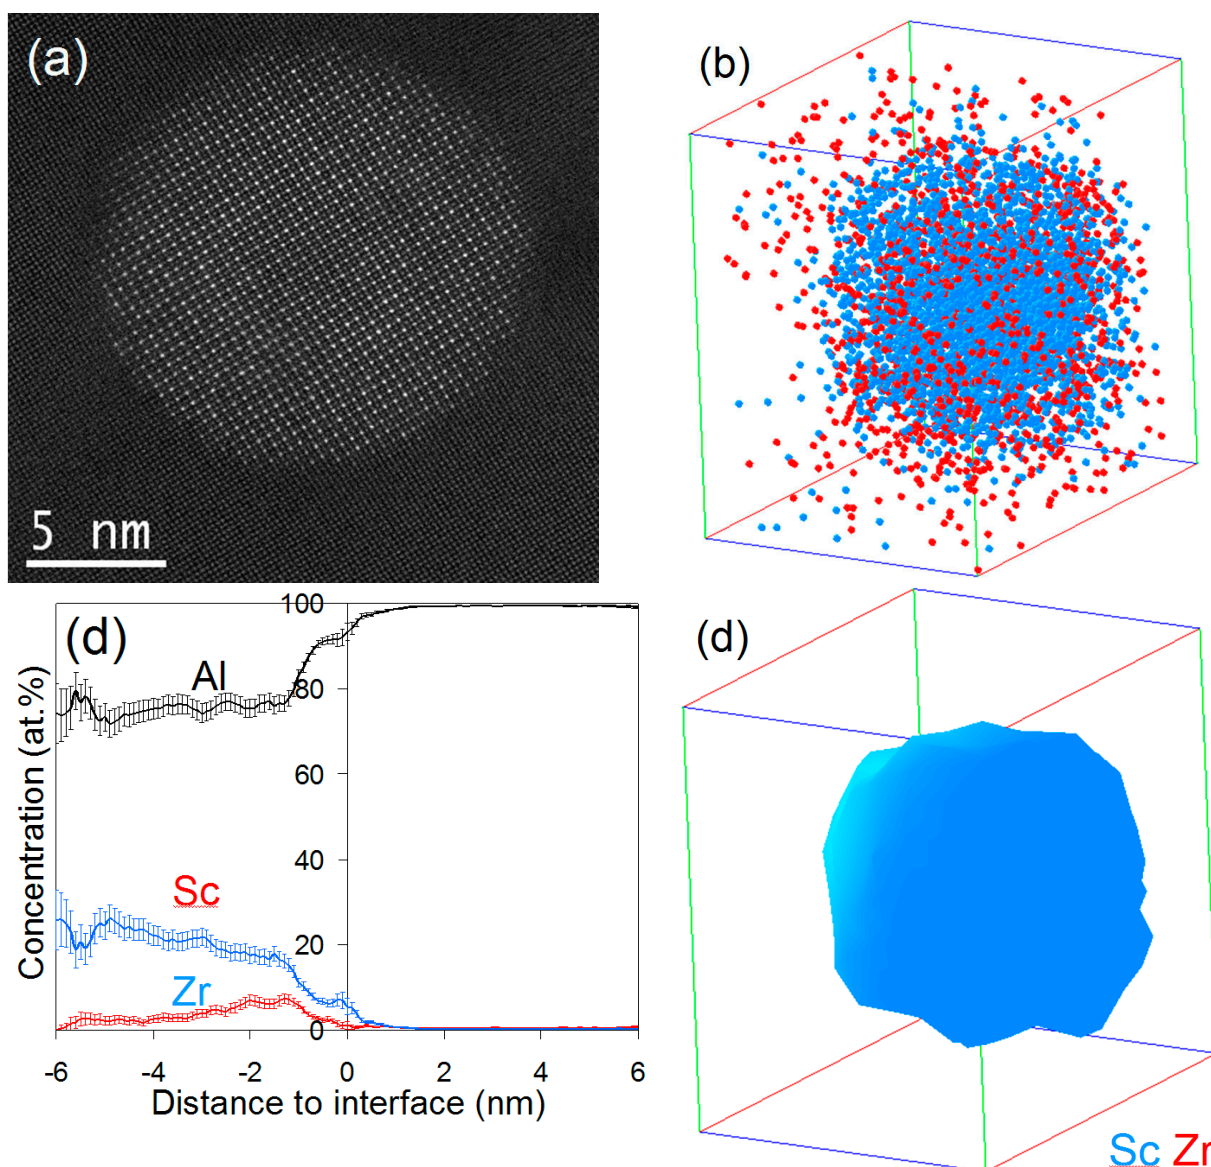 (a)
(b)
5 nm
(d)
(d)
Concentration (at.%)
100
80
60
40
20
0
Al
Sc
Zr
-6 -4 -2 0 2 4 6
Distance to interface (nm)
Sc Zr